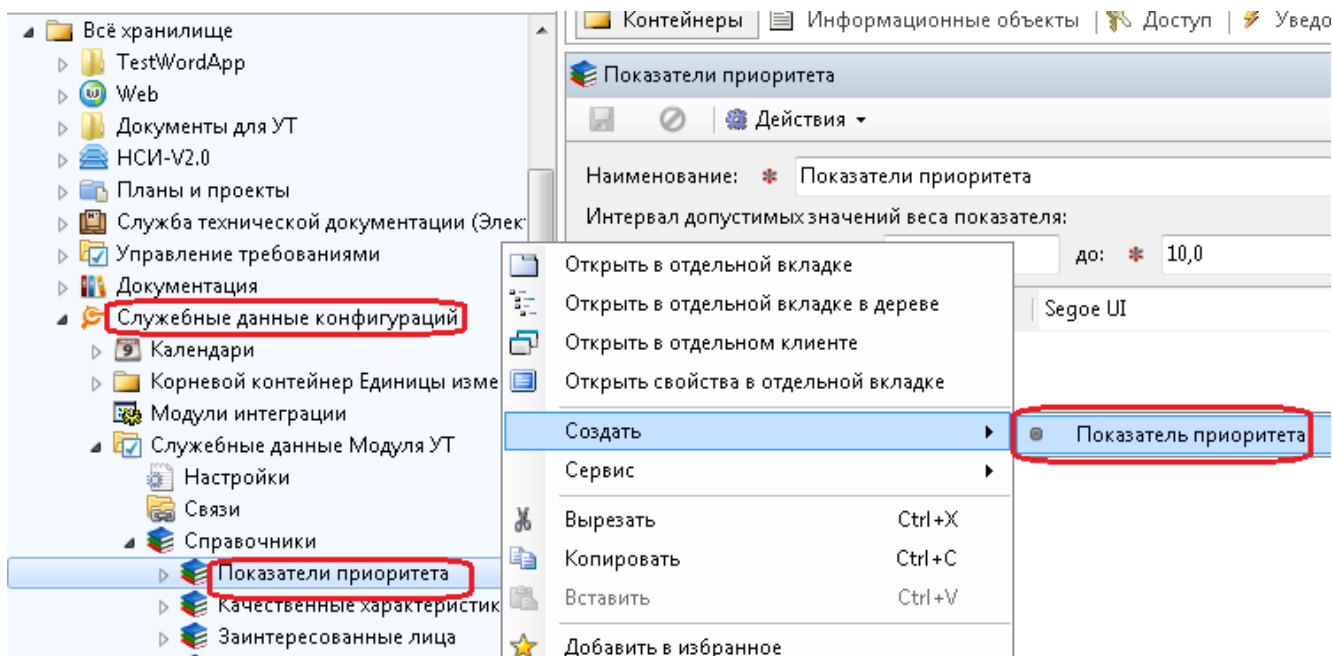 Всё хранилище
TestWordApp
Web
Документы для УТ
НСИ-V2.0
Планы и проекты
Служба технической документации (Элек
Управление требованиями
Документация
Служебные данные конфигураций
Календари
Корневой контейнер Единицы изме
Модули интеграции
Служебные данные Модуля УТ
Настройки
Связи
Справочники
Показатели приоритета
Качественные характеристик
Заинтересованные лица
Контейнеры Информационные объекты Доступ Уведо
Показатели приоритета
Действия
Наименование: * Показатели приоритета
Интервал допустимых значений веса показателя:
до: * 10,0
Segoe UI
Открыть в отдельной вкладке
Открыть в отдельной вкладке в дереве
Открыть в отдельном клиенте
Открыть свойства в отдельной вкладке
Создать
Показатель приоритета
Сервис
Вырезать Ctrl+X
Копировать Ctrl+C
Вставить Ctrl+V
Добавить в избранное